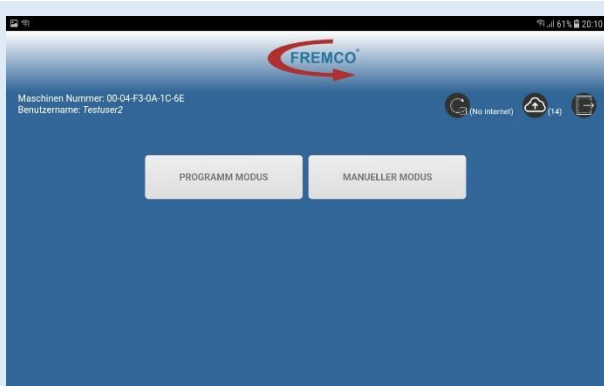 61% 20:10
FREMCO
Maschinen Nummer: 00-04-F3-0A-1C-6E
Benutzername: Testuser2
(No internet) (14)
PROGRAMM MODUS MANUELLER MODUS